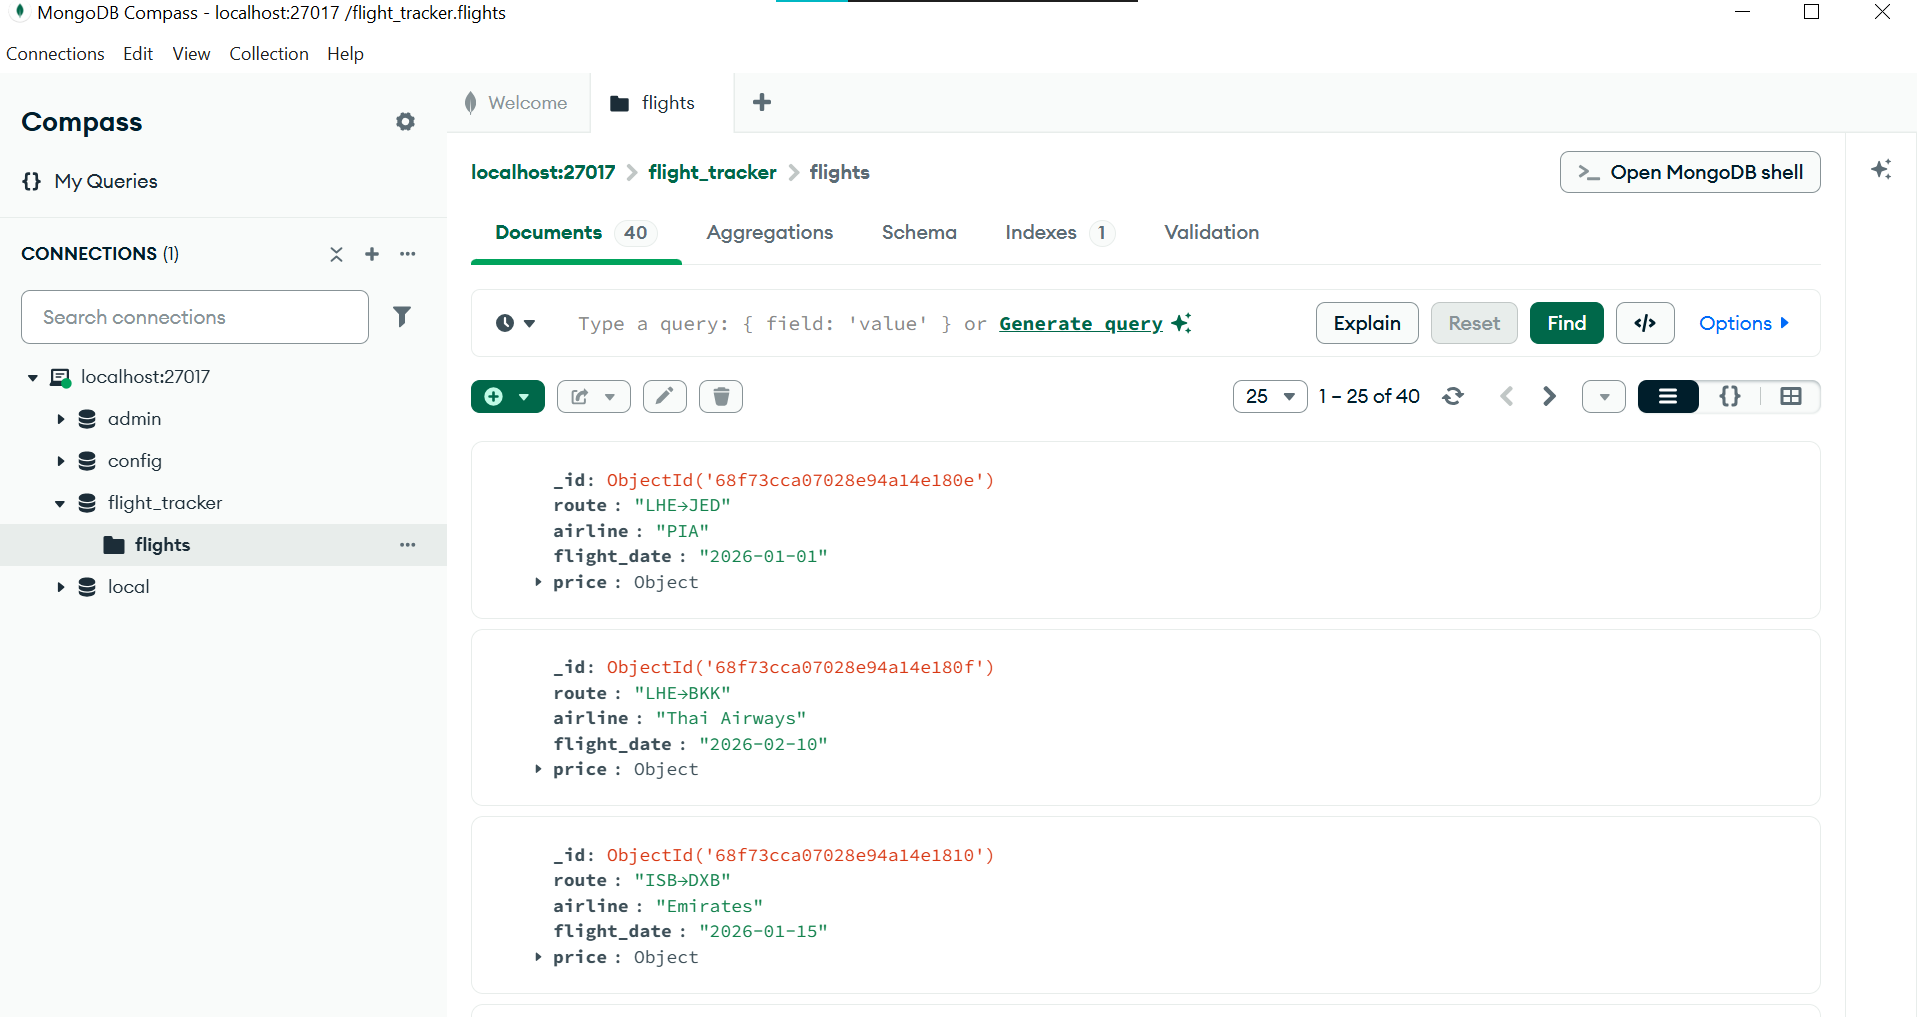 MongoDB Compass - localhost:27017 /flight_tracker.flights
Connections Edit View Collection Help
Compass
{} My Queries
CONNECTIONS (1)
Search connections
localhost:27017
admin
config
flight_tracker
flights
local
Welcome
flights
localhost:27017 > flight_tracker > flights
>_ Open MongoDB shell
Documents 40 Aggregations Schema Indexes 1 Validation
Type a query: { field: 'value' } or Generate query
Explain Reset Find </> Options
25 1 – 25 of 40 {}
_id: ObjectId('68f73cca07028e94a14e180e')
route : "LHE→JED"
airline : "PIA"
flight_date : "2026-01-01"
price : Object
_id: ObjectId('68f73cca07028e94a14e180f')
route : "LHE→BKK"
airline : "Thai Airways"
flight_date : "2026-02-10"
price : Object
_id: ObjectId('68f73cca07028e94a14e1810')
route : "ISB→DXB"
airline : "Emirates"
flight_date : "2026-01-15"
price : Object